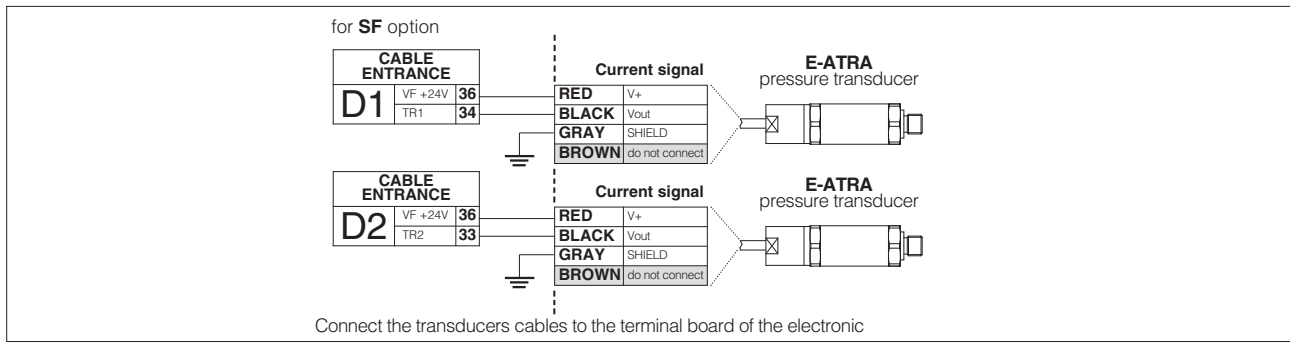 for SF option
CABLE ENTRANCE
D1
VF +24V 36
TR1 34
Current signal
RED V+
BLACK Vout
GRAY SHIELD
BROWN do not connect
E-ATRA
pressure transducer
CABLE ENTRANCE
D2
VF +24V 36
TR2 33
Current signal
RED V+
BLACK Vout
GRAY SHIELD
BROWN do not connect
E-ATRA
pressure transducer
Connect the transducers cables to the terminal board of the electronic